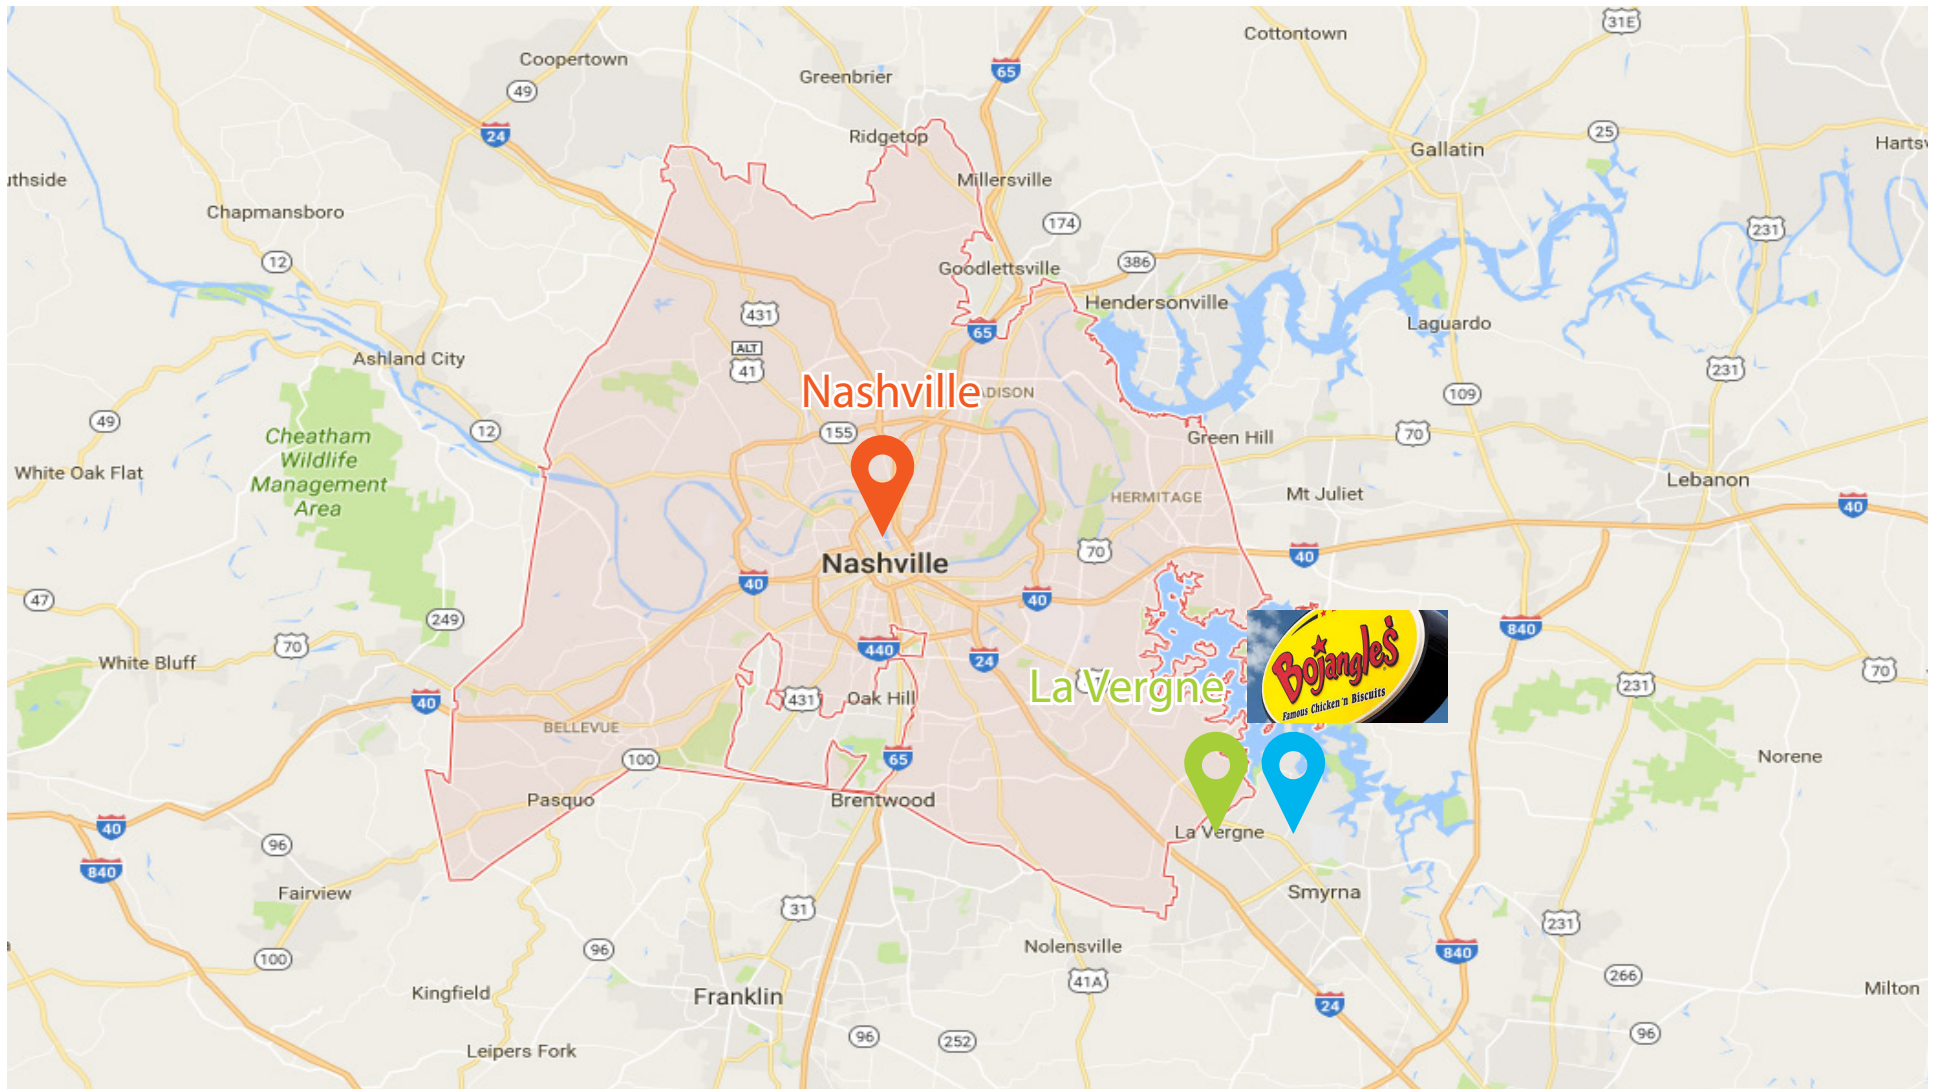 31E
Cottontown
Coopertown
65
Greenbrier
49
24
25
Ridgetop
Gallatin
Hartsv
Millersville
uthside
Chapmansboro
174
231
12
386
Goodlettsville
Hendersonville
431
65
Laguardo
ALT
41
Ashland City
231
Nashville
ADISON
109
49
12
155
70
Green Hill
Cheatham
Wildlife
Management
Area
White Oak Flat
HERMITAGE
Mt Juliet
Lebanon
40
70
40
Nashville
40
40
47
249
840
70
440
24
Bojangles'
Famous Chicken 'n Biscuits
White Bluff
La Vergne
231
70
40
431
Oak Hill
BELLEVUE
100
65
Norene
Pasquo
Brentwood
40
La Vergne
96
840
Fairview
Smyrna
31
231
Nolensville
96
840
100
41A
266
Kingfield
Franklin
24
Milton
96
252
96
Leipers Fork